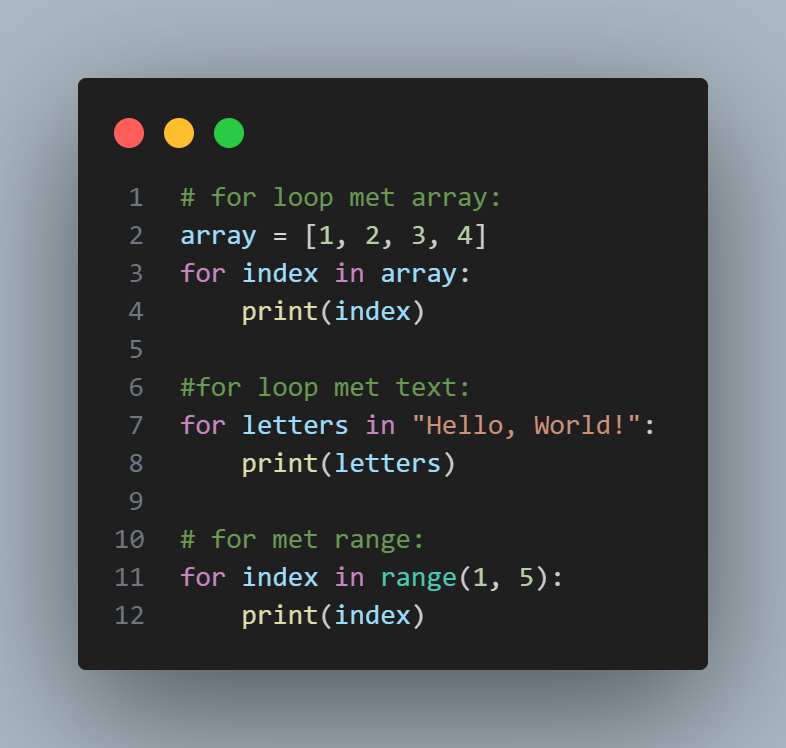 1 # for loop met array:
2 array = [1, 2, 3, 4]
3 for index in array:
4     print(index)
5
6 #for loop met text:
7 for letters in "Hello, World!":
8     print(letters)
9
10 # for met range:
11 for index in range(1, 5):
12     print(index)